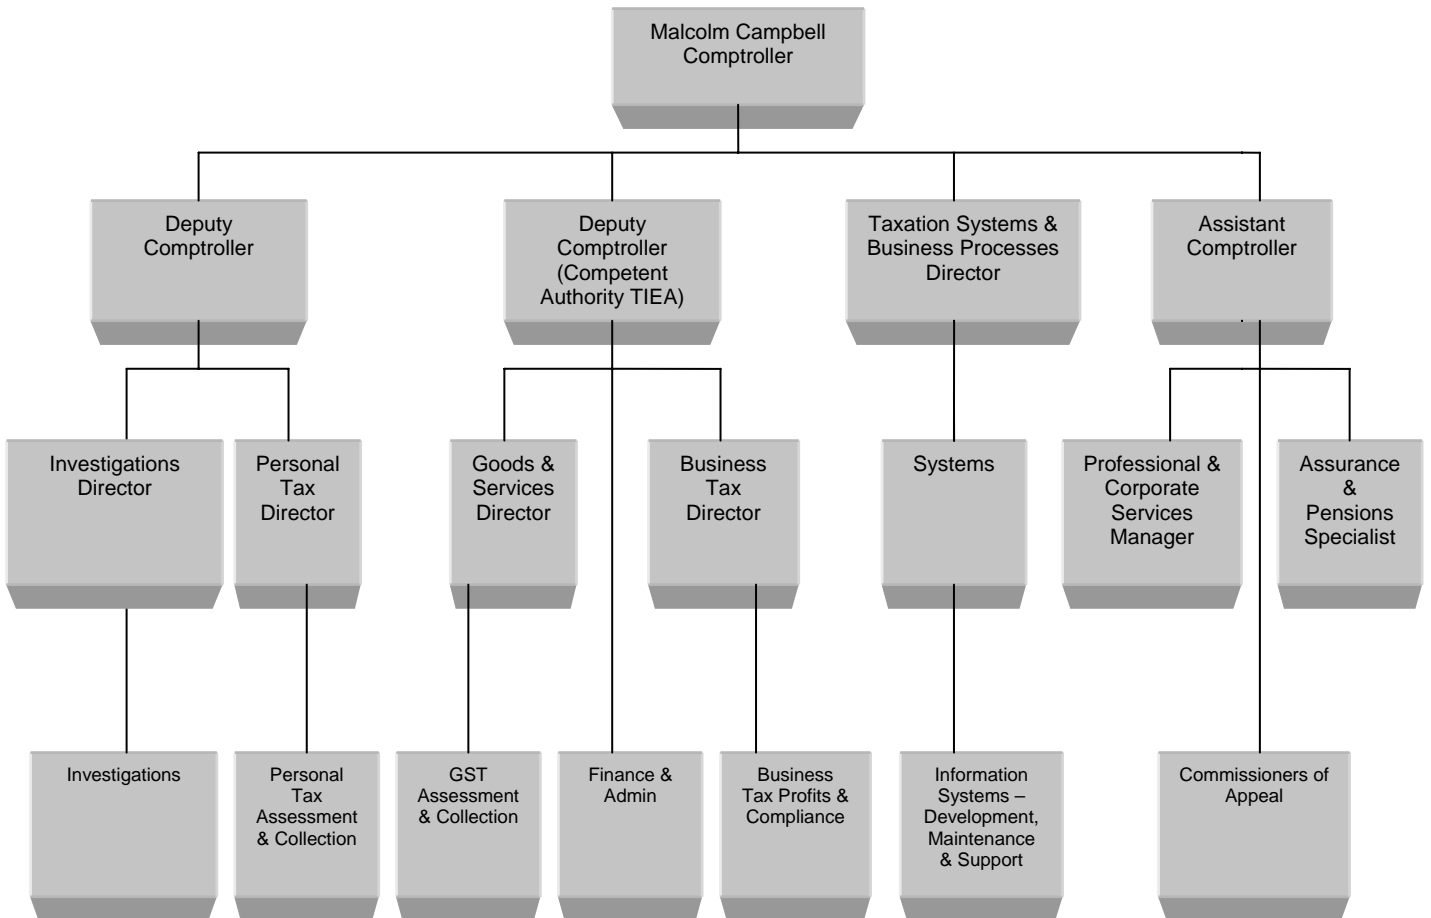 Malcolm Campbell
Comptroller
Deputy
Comptroller
Deputy
Comptroller
(Competent
Authority TIEA)
Taxation Systems &
Business Processes
Director
Assistant
Comptroller
Investigations
Director
Personal
Tax
Director
Goods &
Services
Director
Business
Tax
Director
Systems
Professional &
Corporate
Services
Manager
Assurance
&
Pensions
Specialist
Investigations
Personal
Tax
Assessment
& Collection
GST
Assessment
& Collection
Finance &
Admin
Business
Tax Profits &
Compliance
Information
Systems –
Development,
Maintenance
& Support
Commissioners of
Appeal